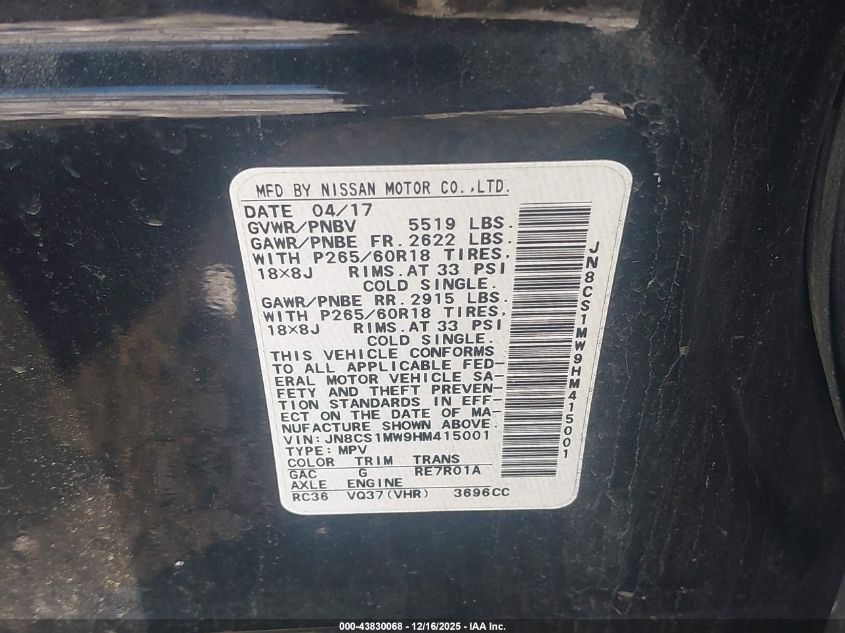 MFD BY NISSAN MOTOR CO.,LTD.
DATE 04/17
GVWR/PNBV 5519 LBS.
GAWR/PNBE FR. 2622 LBS.
WITH P265/60R18 TIRES,
18×8J RIMS.AT 33 PSI
COLD SINGLE.
GAWR/PNBE RR. 2915 LBS.
WITH P265/60R18 TIRES,
18×8J RIMS.AT 33 PSI
COLD SINGLE.
THIS VEHICLE CONFORMS
TO ALL APPLICABLE FED-
ERAL MOTOR VEHICLE SA-
FETY AND THEFT PREVEN-
TION STANDARDS IN EFF-
ECT ON THE DATE OF MA-
NUFACTURE SHOWN ABOVE.
VIN:JN8CS1MW9HM415001
TYPE:MPV
COLOR TRIM TRANS
GAC G RE7R01A
AXLE ENGINE
RC36 VQ37(VHR) 3696CC
JN8CS1MW9HM415001
000-43830068 - 12/16/2025 - IAA Inc.